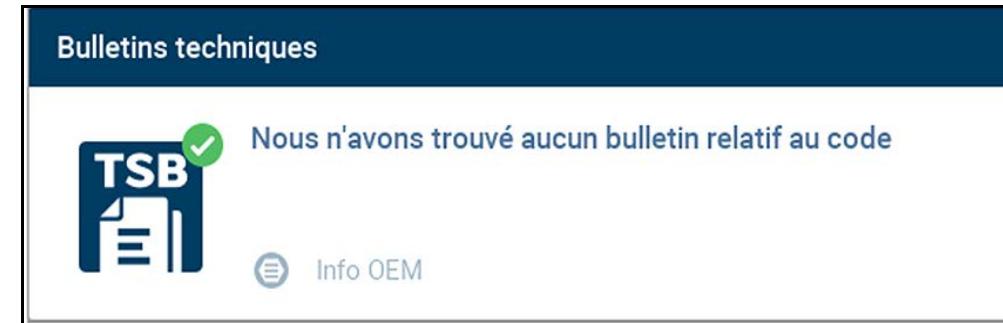 Bulletins techniques
Nous n'avons trouvé aucun bulletin relatif au code
TSB
Info OEM